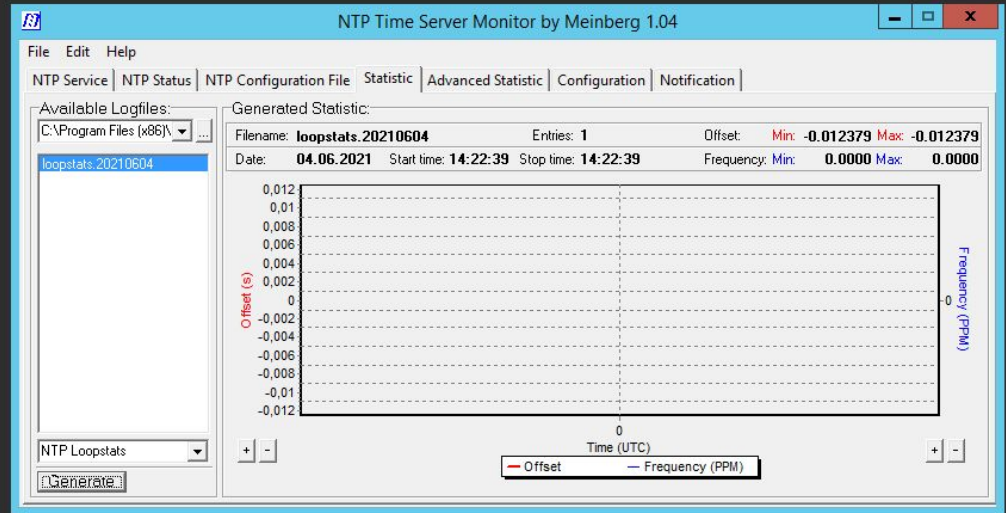 NTP Time Server Monitor by Meinberg 1.04
File Edit Help
NTP Service NTP Status NTP Configuration File Statistic Advanced Statistic Configuration Notification
Available Logfiles:
C:\Program Files (x86)\ ...
loopstats.20210604
NTP Loopstats
Generate
Generated Statistic:
Filename: loopstats.20210604 Entries: 1 Offset: Min: -0.012379 Max: -0.012379
Date: 04.06.2021 Start time: 14:22:39 Stop time: 14:22:39 Frequency: Min: 0.0000 Max: 0.0000
Offset (s)
0,012
0,01
0,008
0,006
0,004
0,002
0
-0,002
-0,004
-0,006
-0,008
-0,01
-0,012
0
Frequency (PPM)
0
Time (UTC)
+ -
+ -
Offset Frequency (PPM)